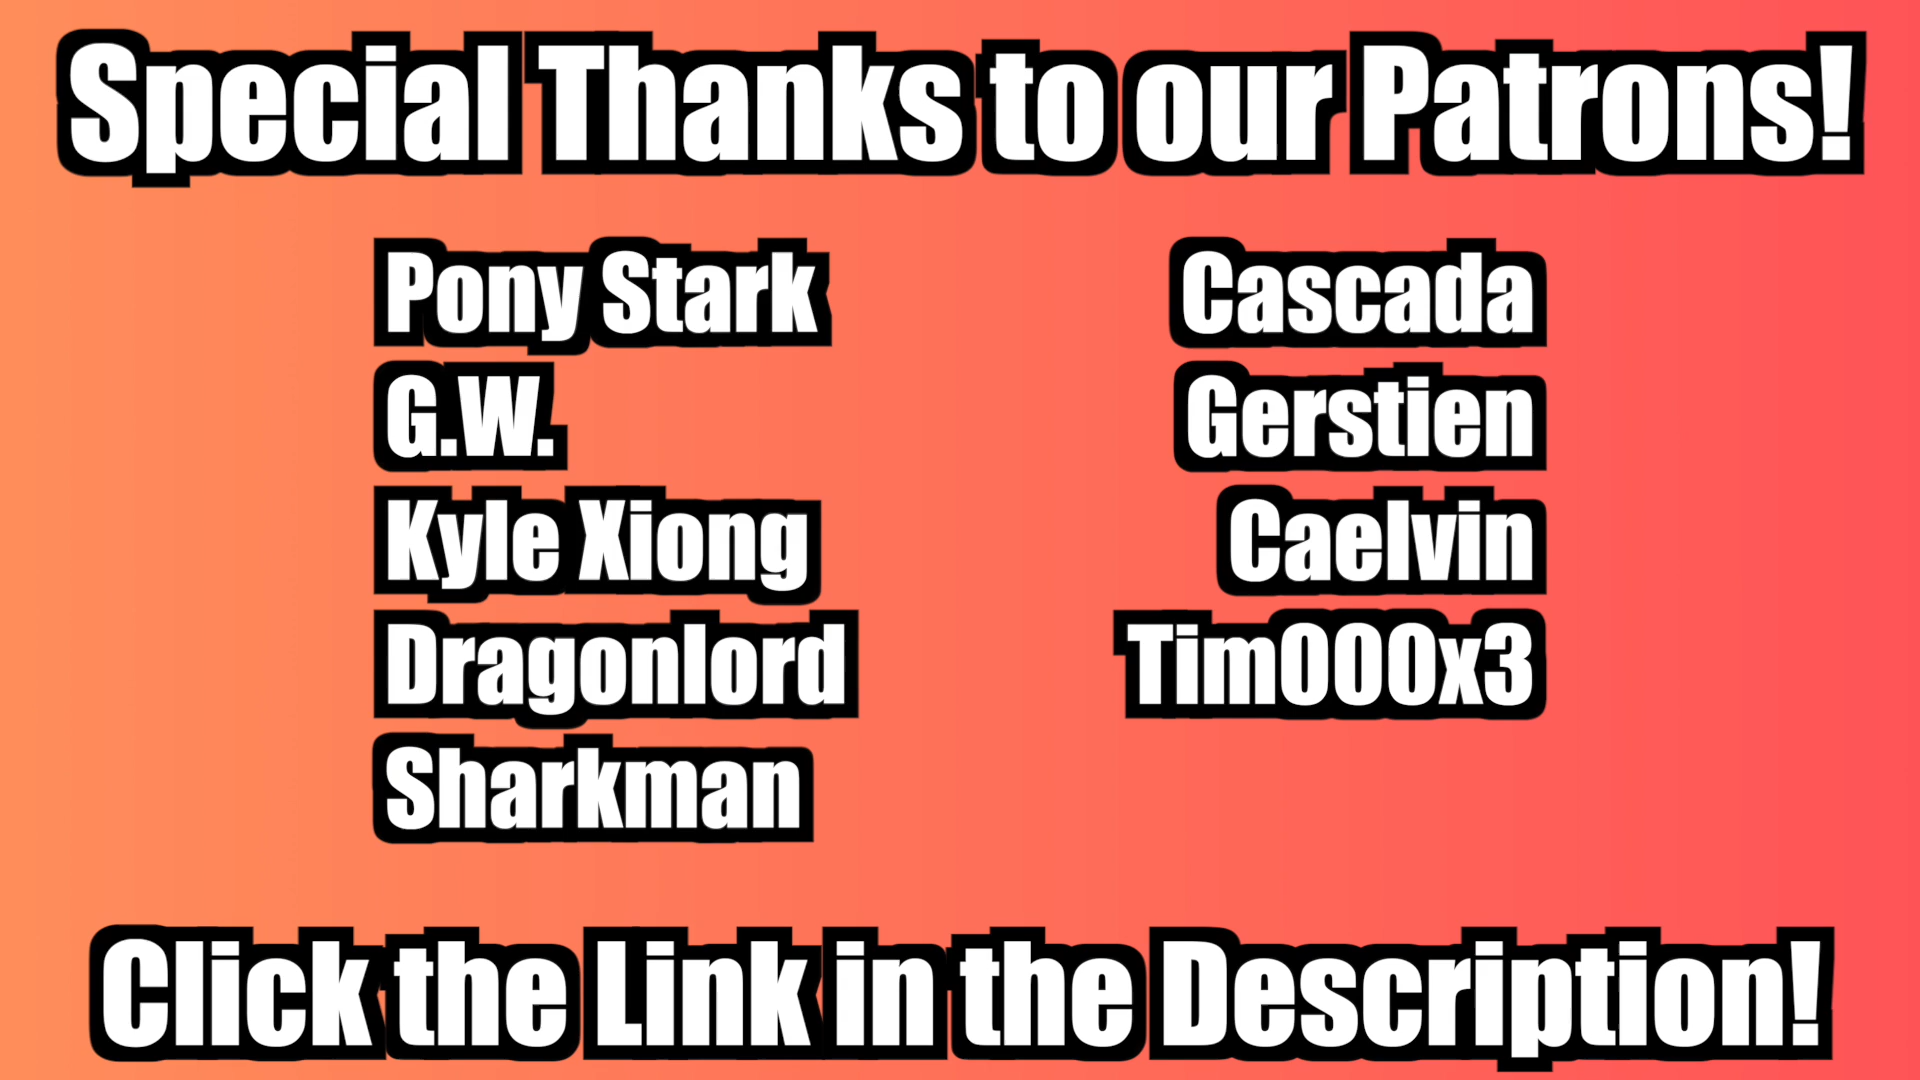 Special Thanks to our Patrons!
Pony Stark
G.W.
Kyle Xiong
Dragonlord
Sharkman
Cascada
Gerstien
Caelvin
Tim000x3
Click the Link in the Description!